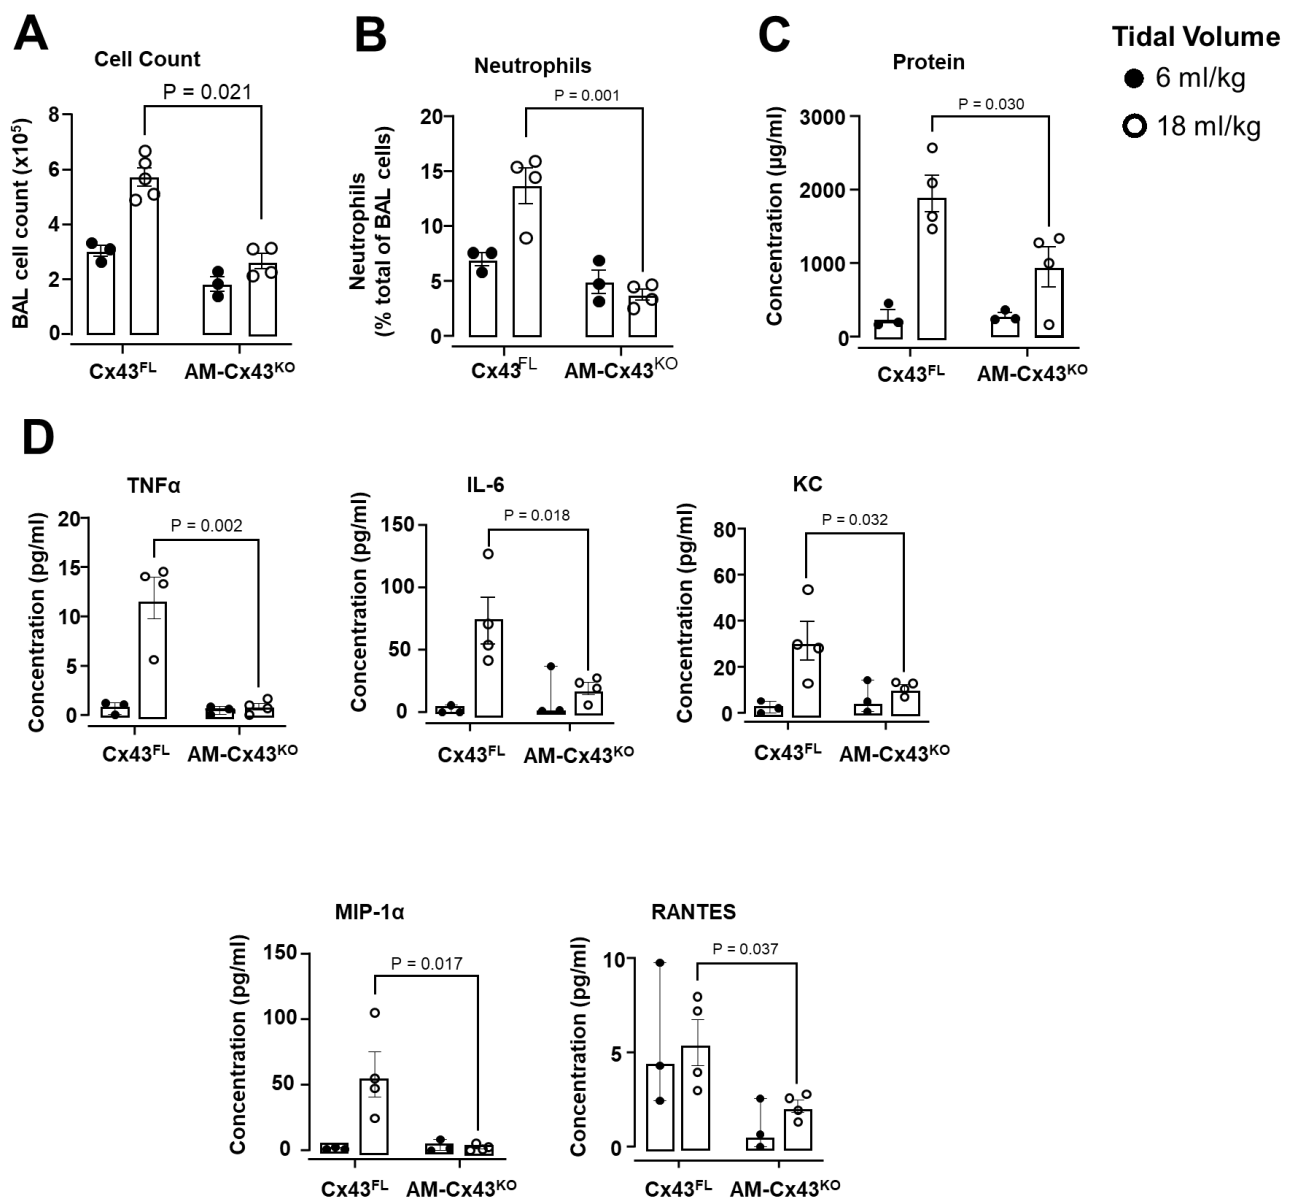 A
Cell Count
P = 0.021
BAL cell count (x10⁵)
8
6
4
2
0
Cx43ᶠᴸ
AM-Cx43ᴷᴼ
B
Neutrophils
P = 0.001
Neutrophils
(% total of BAL cells)
20
15
10
5
0
Cx43ᶠᴸ
AM-Cx43ᴷᴼ
C
Protein
P = 0.030
Concentration (µg/ml)
3000
2000
1000
0
Cx43ᶠᴸ
AM-Cx43ᴷᴼ
Tidal Volume
6 ml/kg
18 ml/kg
D
TNFα
P = 0.002
Concentration (pg/ml)
20
15
10
5
0
Cx43ᶠᴸ
AM-Cx43ᴷᴼ
IL-6
P = 0.018
Concentration (pg/ml)
150
100
50
0
Cx43ᶠᴸ
AM-Cx43ᴷᴼ
KC
P = 0.032
Concentration (pg/ml)
80
60
40
20
0
Cx43ᶠᴸ
AM-Cx43ᴷᴼ
MIP-1α
P = 0.017
Concentration (pg/ml)
150
100
50
0
Cx43ᶠᴸ
AM-Cx43ᴷᴼ
RANTES
P = 0.037
Concentration (pg/ml)
10
5
0
Cx43ᶠᴸ
AM-Cx43ᴷᴼ